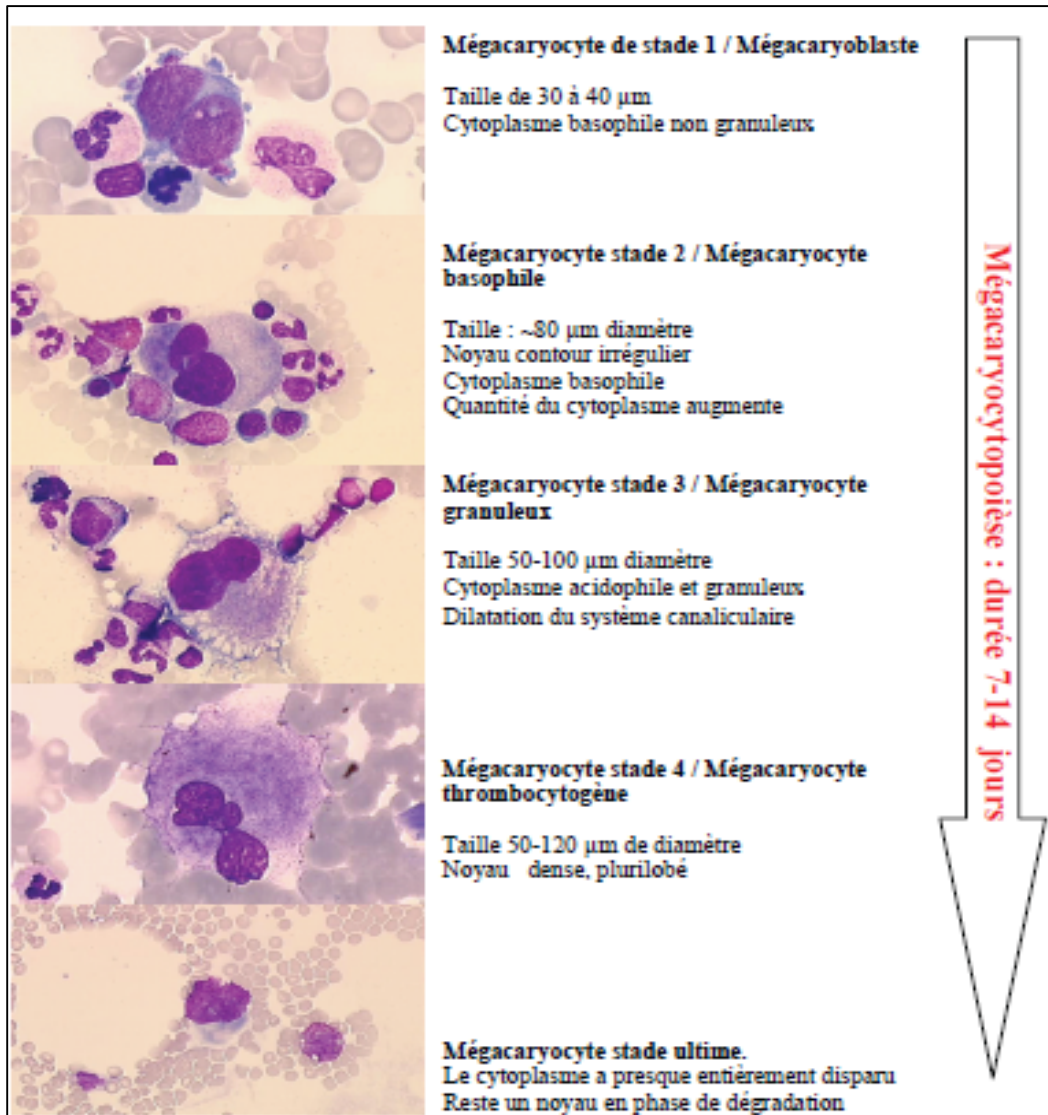 Mégacaryocyte de stade 1 / Mégacaryoblaste
Taille de 30 à 40 µm
Cytoplasme basophile non granuleux
Mégacaryocyte stade 2 / Mégacaryocyte
basophile
Taille : ~80 µm diamètre
Noyau contour irrégulier
Cytoplasme basophile
Quantité du cytoplasme augmente
Mégacaryocyte stade 3 / Mégacaryocyte
granuleux
Taille 50-100 µm diamètre
Cytoplasme acidophile et granuleux
Dilatation du système canaliculaire
Mégacaryocyte stade 4 / Mégacaryocyte
thrombocytogène
Taille 50-120 µm de diamètre
Noyau dense, plurilobé
Mégacaryocyte stade ultime.
Le cytoplasme a presque entièrement disparu
Reste un noyau en phase de dégradation
Mégacaryocytopoièse : durée 7-14 jours